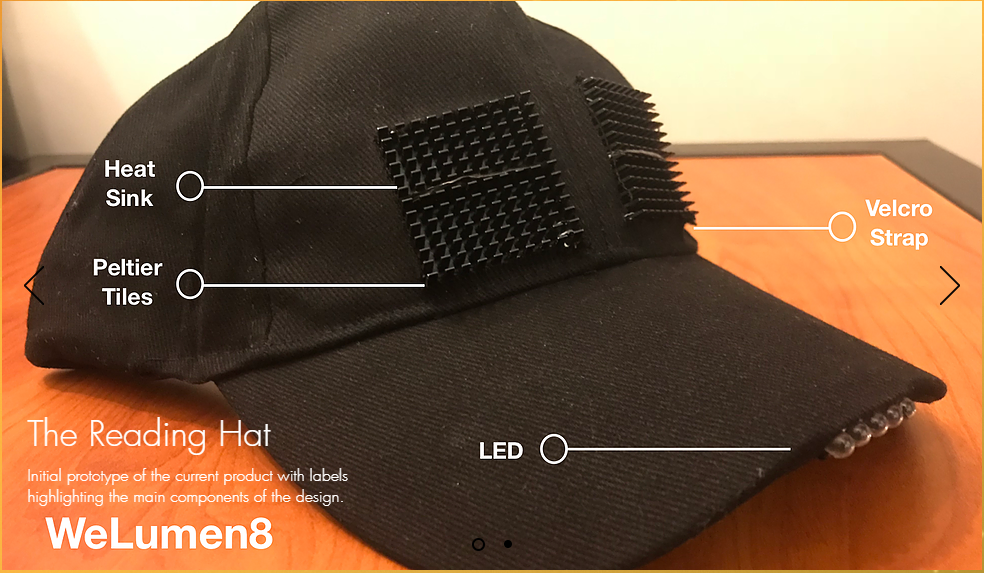 Heat
Sink
Peltier
Tiles
Velcro
Strap
LED
The Reading Hat
Initial prototype of the current product with labels
highlighting the main components of the design.
WeLumen8